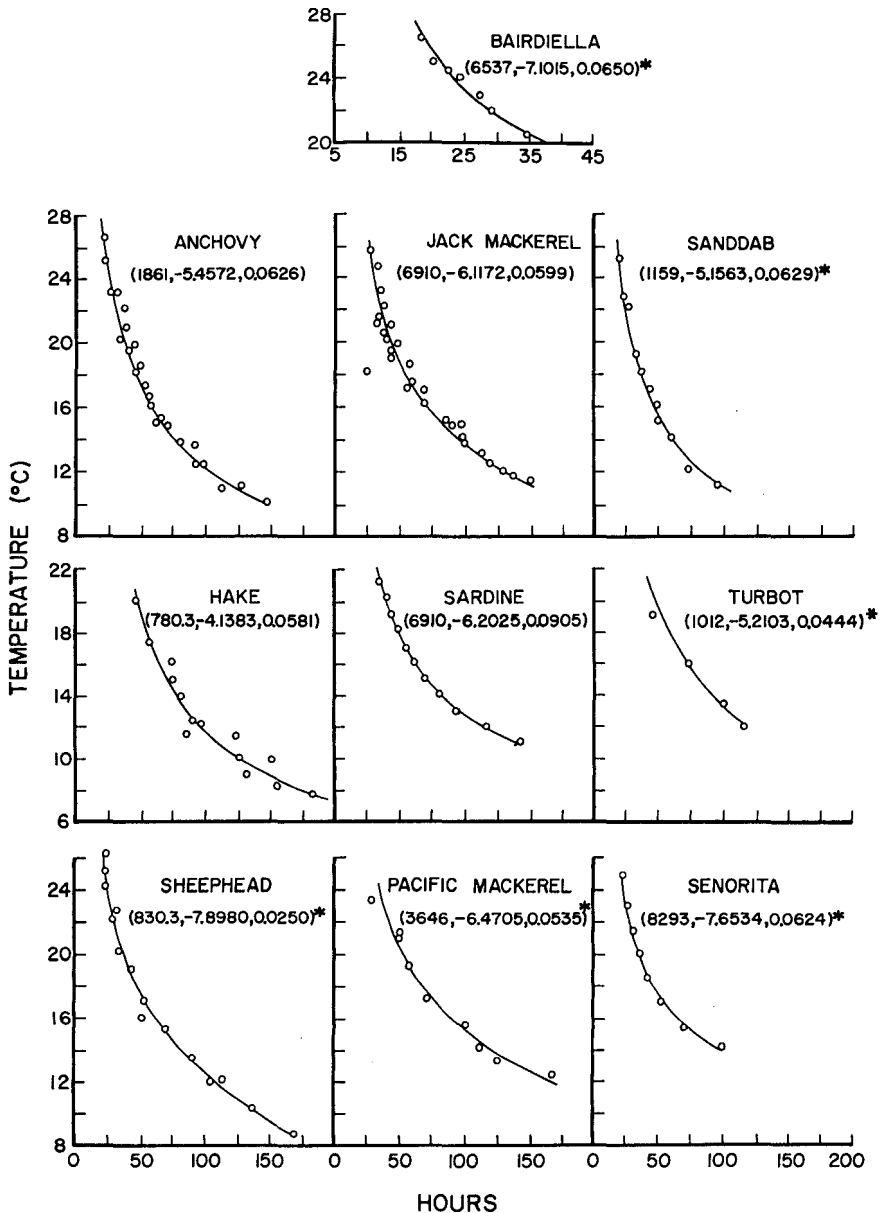 28
24
20
BAIRDIELLA
(6537,-7.1015,0.0650)*
5 15 25 35 45
TEMPERATURE (°C)
28
24
20
16
12
8
ANCHOVY
(1861,-5.4572,0.0626)
JACK MACKEREL
(6910,-6.1172,0.0599)
SANDDAB
(1159,-5.1563,0.0629)*
22
18
14
10
6
HAKE
(780.3,-4.1383,0.0581)
SARDINE
(6910,-6.2025,0.0905)
TURBOT
(1012,-5.2103,0.0444)*
24
20
16
12
8
SHEEPHEAD
(830.3,-7.8980,0.0250)*
PACIFIC MACKEREL
(3646,-6.4705,0.0535)*
SENORITA
(8293,-7.6534,0.0624)*
0 50 100 150 0 50 100 150 0 50 100 150 200
HOURS